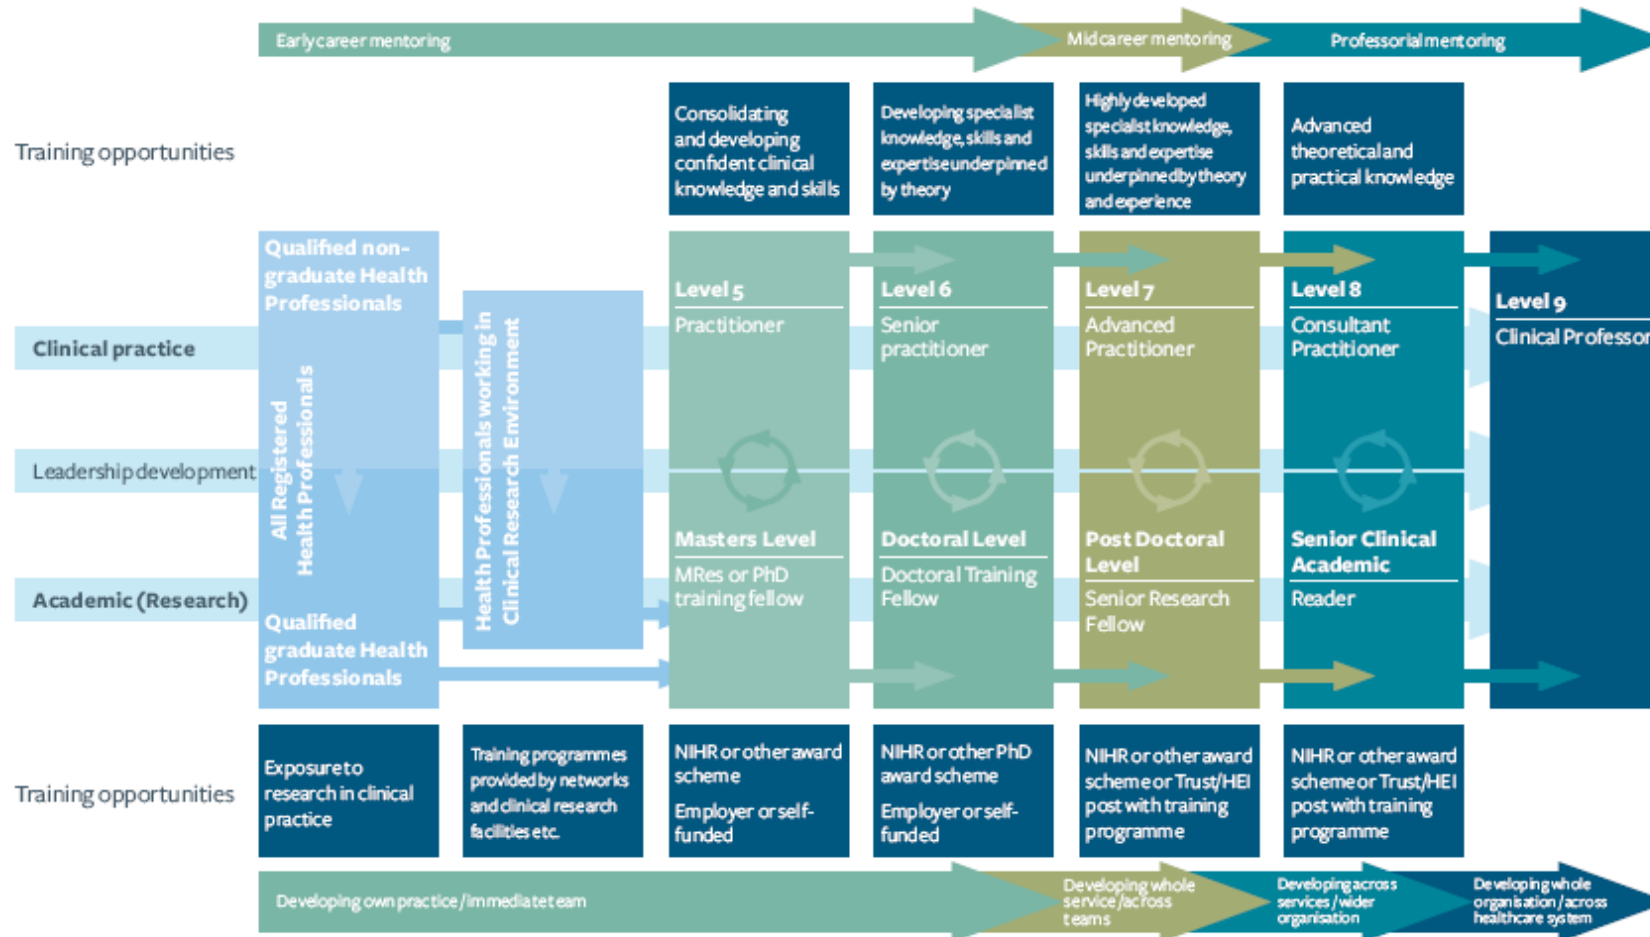 Early career mentoring
Mid career mentoring
Professorial mentoring
Training opportunities
Consolidating
and developing
confident clinical
knowledge and skills
Developing specialist
knowledge, skills and
expertise underpinned
by theory
Highly developed
specialist knowledge,
skills and expertise
underpinned by theory
and experience
Advanced
theoretical and
practical knowledge
Clinical practice
Leadership development
Academic (Research)
Qualified non-
graduate Health
Professionals
All Registered
Health Professionals
Qualified
graduate Health
Professionals
Health Professionals working in
Clinical Research Environment
Level 5
Practitioner
Masters Level
MRes or PhD
training fellow
Level 6
Senior
practitioner
Doctoral Level
Doctoral Training
Fellow
Level 7
Advanced
Practitioner
Post Doctoral
Level
Senior Research
Fellow
Level 8
Consultant
Practitioner
Senior Clinical
Academic
Reader
Level 9
Clinical Professor
Training opportunities
Exposure to
research in clinical
practice
Training programmes
provided by networks
and clinical research
facilities etc.
NIHR or other award
scheme
Employer or self-
funded
NIHR or other PhD
award scheme
Employer or self-
funded
NIHR or other award
scheme or Trust/HEI
post with training
programme
NIHR or other award
scheme or Trust/HEI
post with training
programme
Developing own practice/immediate team
Developing whole
service/across
teams
Developing across
services/wider
organisation
Developing whole
organisation/across
healthcare system